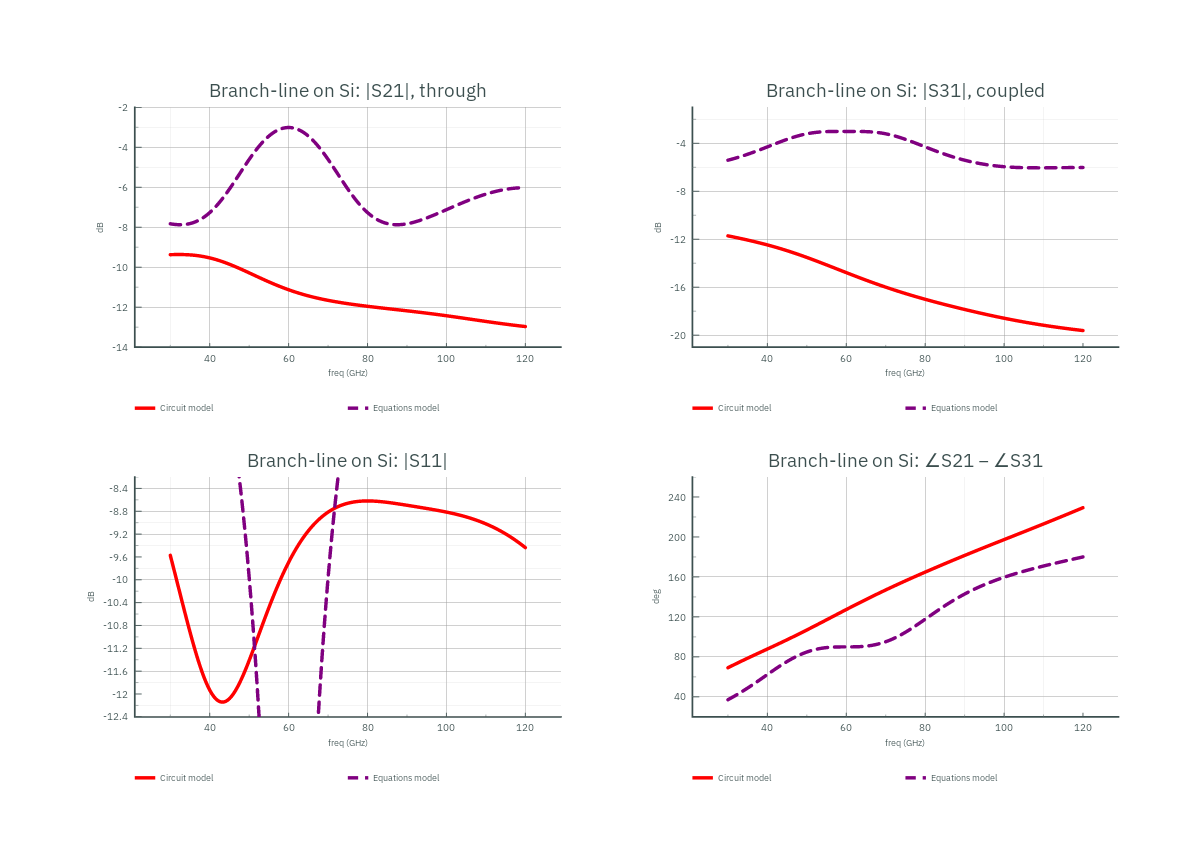 Branch-line on Si: |S21|, through
-2
-4
-6
-8
-10
-12
-14
dB
40 60 80 100 120
freq (GHz)
Circuit model Equations model
Branch-line on Si: |S31|, coupled
-4
-8
-12
-16
-20
dB
40 60 80 100 120
freq (GHz)
Circuit model Equations model
Branch-line on Si: |S11|
-8.4
-8.8
-9.2
-9.6
-10
-10.4
-10.8
-11.2
-11.6
-12
-12.4
dB
40 60 80 100 120
freq (GHz)
Circuit model Equations model
Branch-line on Si: ∠S21 – ∠S31
240
200
160
120
80
40
deg
40 60 80 100 120
freq (GHz)
Circuit model Equations model